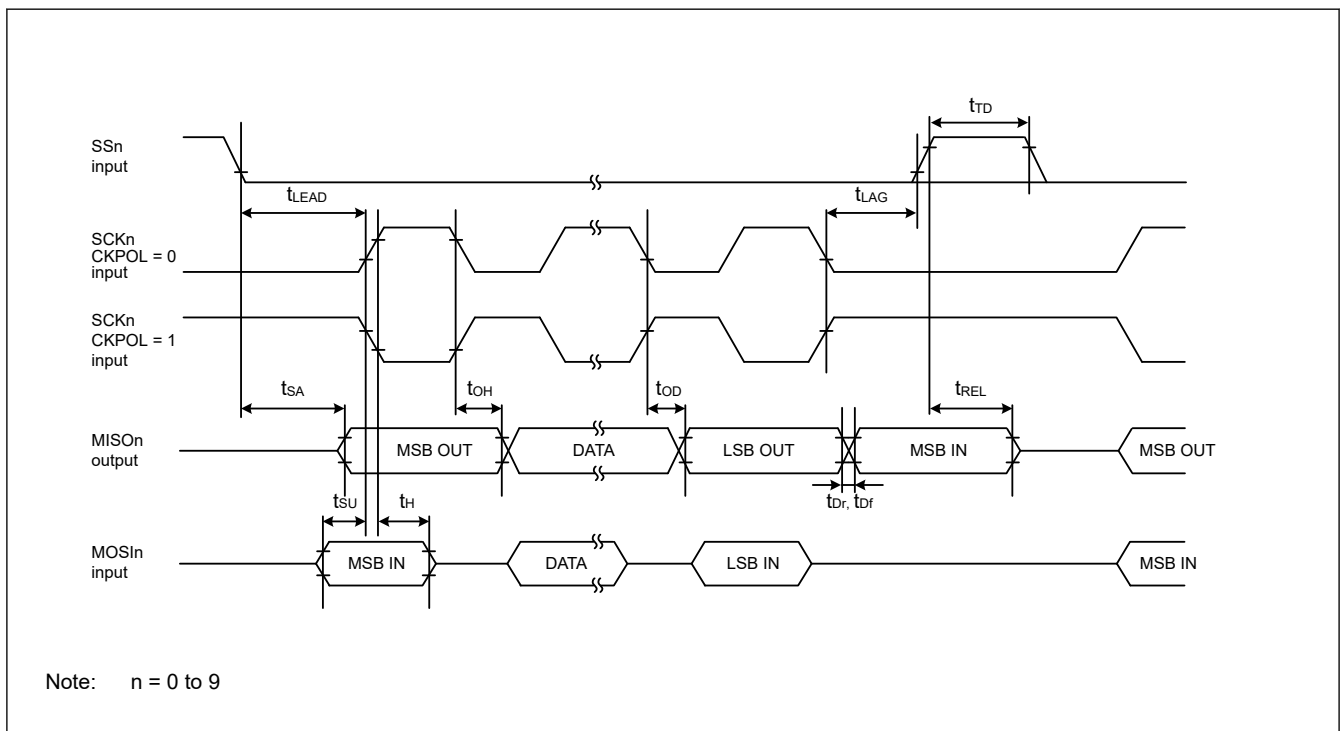 tTD
SSn
input
tLEAD
tLAG
SCKn
CKPOL = 0
input
SCKn
CKPOL = 1
input
tSA
tOH
tOD
tREL
MISOn
output
MSB OUT
DATA
LSB OUT
MSB IN
MSB OUT
tSU
tH
tDr, tDf
MOSIn
input
MSB IN
DATA
LSB IN
MSB IN
Note: n = 0 to 9